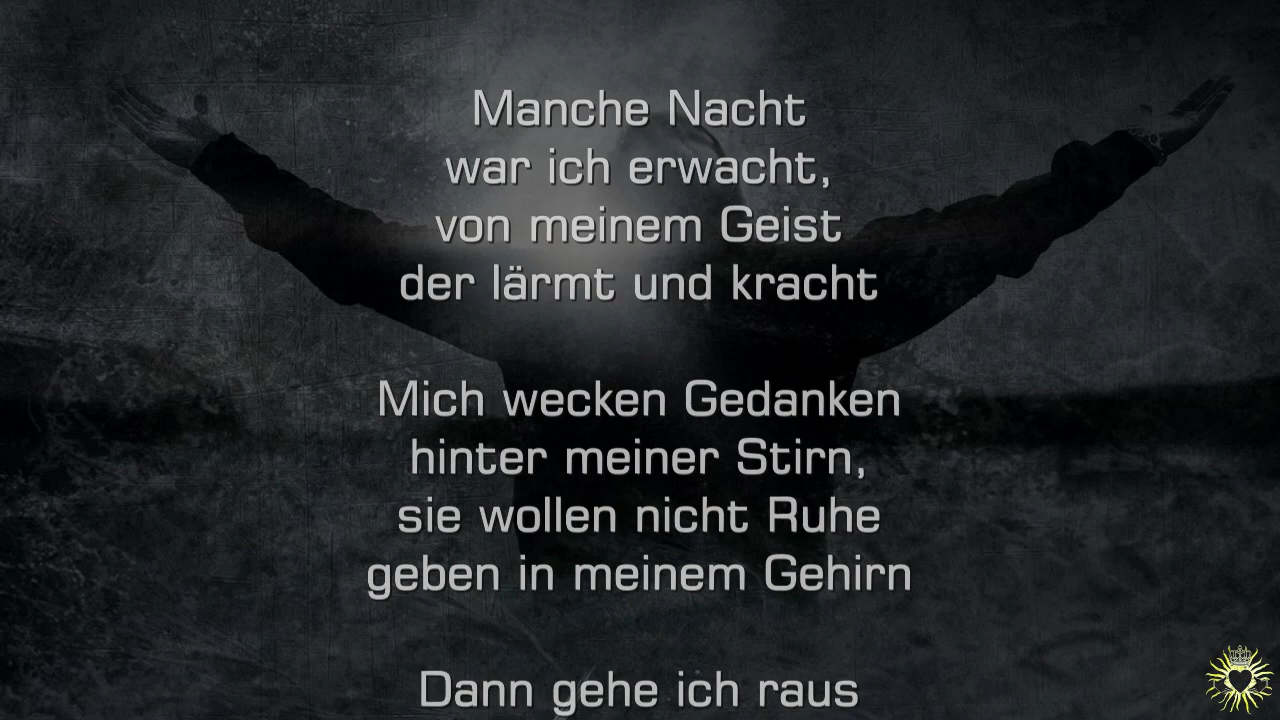 Manche Nacht
war ich erwacht,
von meinem Geist
der lärmt und kracht
Mich wecken Gedanken
hinter meiner Stirn,
sie wollen nicht Ruhe
geben in meinem Gehirn
Dann gehe ich raus